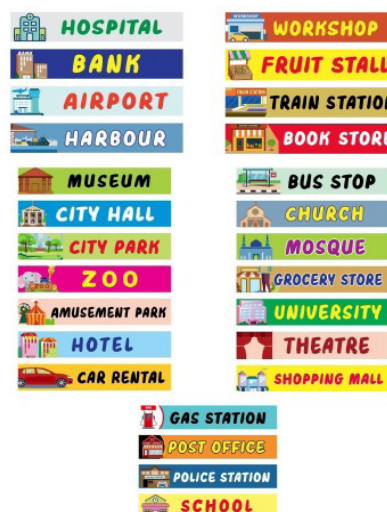 HOSPITAL
BANK
AIRPORT
HARBOUR
WORKSHOP
FRUIT STALL
TRAIN STATION
BOOK STORE
MUSEUM
CITY HALL
CITY PARK
ZOO
AMUSEMENT PARK
HOTEL
CAR RENTAL
BUS STOP
CHURCH
MOSQUE
GROCERY STORE
UNIVERSITY
THEATRE
SHOPPING MALL
GAS STATION
POST OFFICE
POLICE STATION
SCHOOL